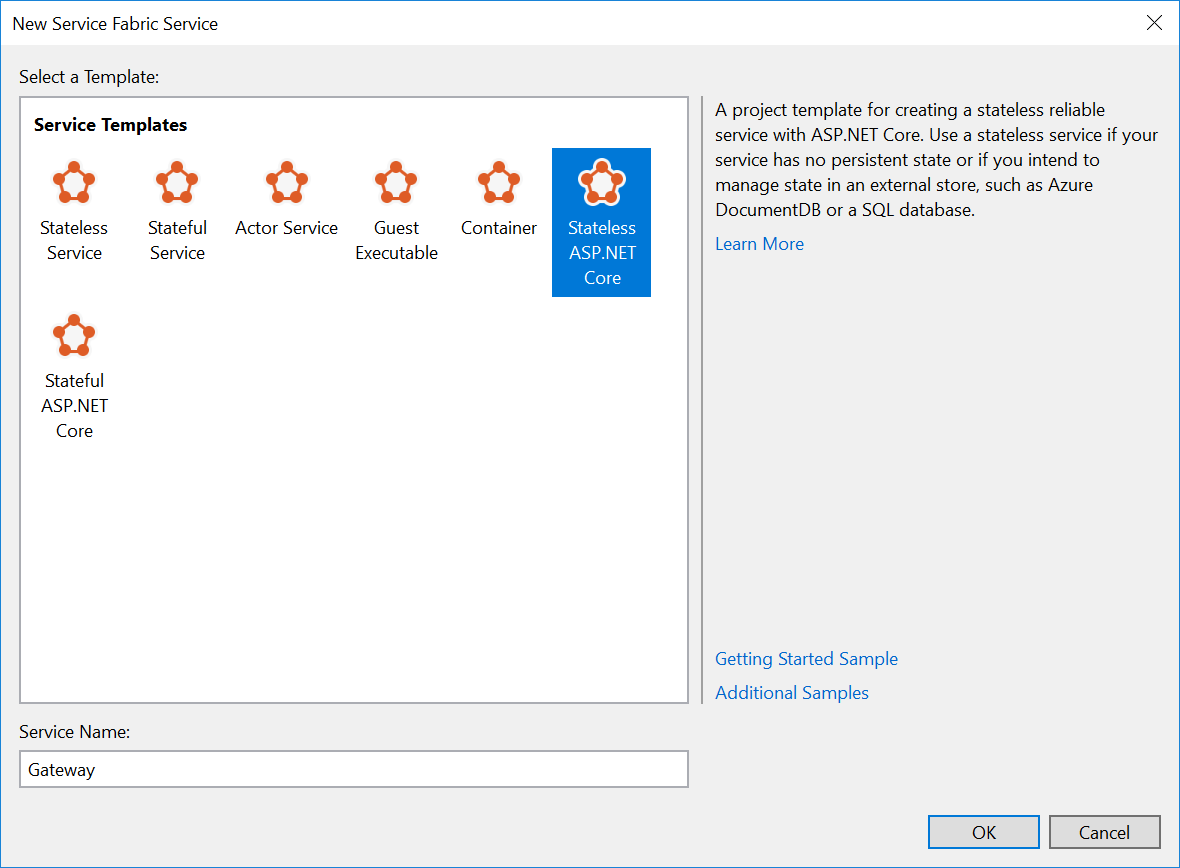 New Service Fabric Service
Select a Template:
Service Templates
Stateless
Service
Stateful
Service
Actor Service
Guest
Executable
Container
Stateless
ASP.NET
Core
Stateful
ASP.NET
Core
A project template for creating a stateless reliable
service with ASP.NET Core. Use a stateless service if your
service has no persistent state or if you intend to
manage state in an external store, such as Azure
DocumentDB or a SQL database.
Learn More
Getting Started Sample
Additional Samples
Service Name:
Gateway
OK
Cancel